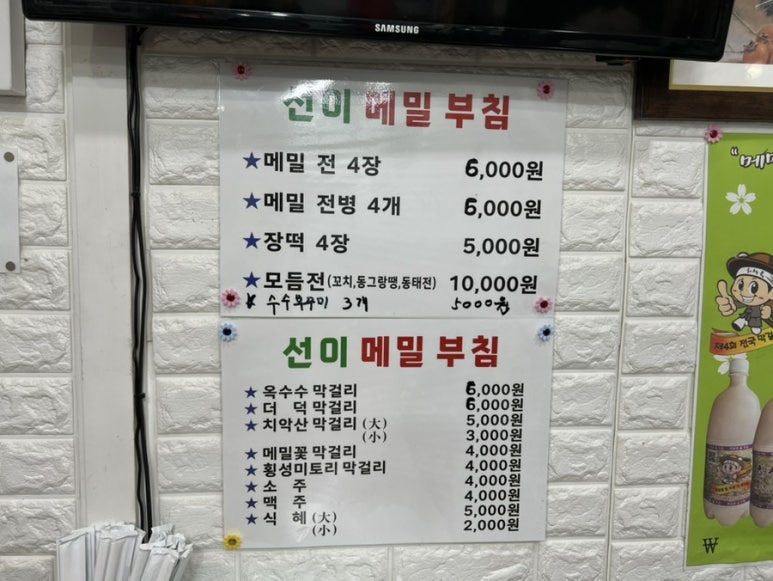 SAMSUNG
선이 메밀 부침
★메밀 전 4장 6,000원
★메밀 전병 4개 6,000원
★장떡 4장 5,000원
★모듬전(꼬치,동그랑땡,동태전) 10,000원
수수부꾸미 3개 5000원
선이 메밀 부침
★옥수수 막걸리 6,000원
★더 덕 막걸리 6,000원
★치악산 막걸리 (大) 5,000원
(小) 3,000원
★메밀꽃 막걸리 4,000원
★횡성미토리 막걸리 4,000원
★소 주 4,000원
★맥 주 4,000원
★식 혜 (大) 5,000원
(小) 2,000원
"메
제4회 전국 막걸
₩